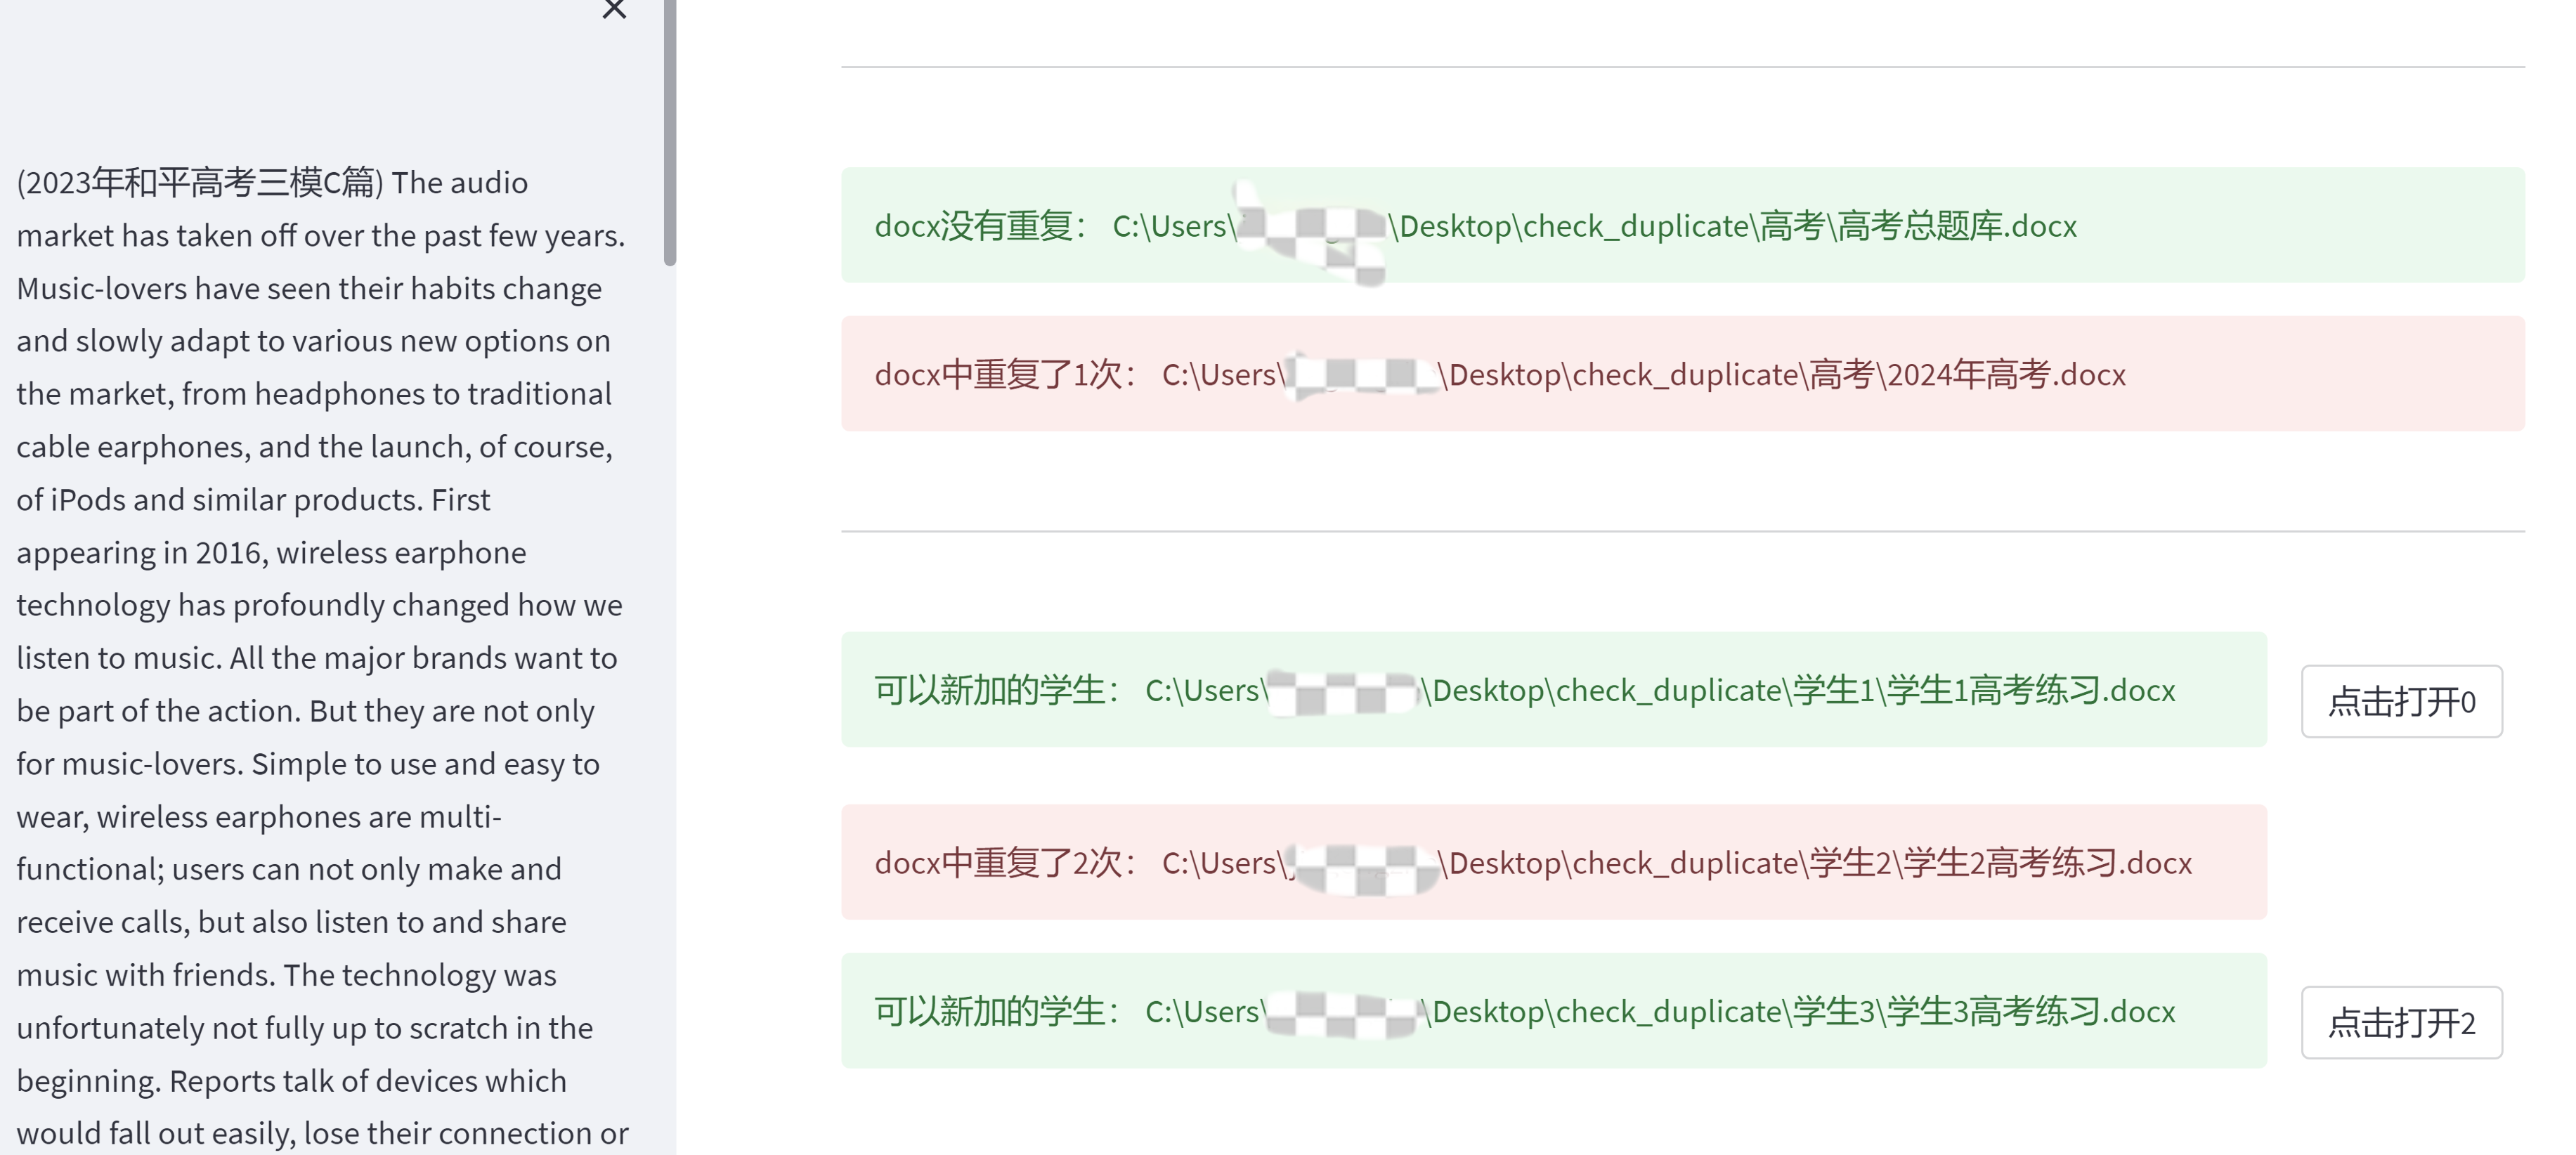 (2023年和平高考三模C篇) The audio
market has taken off over the past few years.
Music-lovers have seen their habits change
and slowly adapt to various new options on
the market, from headphones to traditional
cable earphones, and the launch, of course,
of iPods and similar products. First
appearing in 2016, wireless earphone
technology has profoundly changed how we
listen to music. All the major brands want to
be part of the action. But they are not only
for music-lovers. Simple to use and easy to
wear, wireless earphones are multi-
functional; users can not only make and
receive calls, but also listen to and share
music with friends. The technology was
unfortunately not fully up to scratch in the
beginning. Reports talk of devices which
would fall out easily, lose their connection or
docx没有重复： C:\Users\ \Desktop\check_duplicate\高考\高考总题库.docx
docx中重复了1次： C:\Users\ \Desktop\check_duplicate\高考\2024年高考.docx
可以新加的学生： C:\Users\ \Desktop\check_duplicate\学生1\学生1高考练习.docx
点击打开0
docx中重复了2次： C:\Users\ \Desktop\check_duplicate\学生2\学生2高考练习.docx
可以新加的学生： C:\Users\ \Desktop\check_duplicate\学生3\学生3高考练习.docx
点击打开2